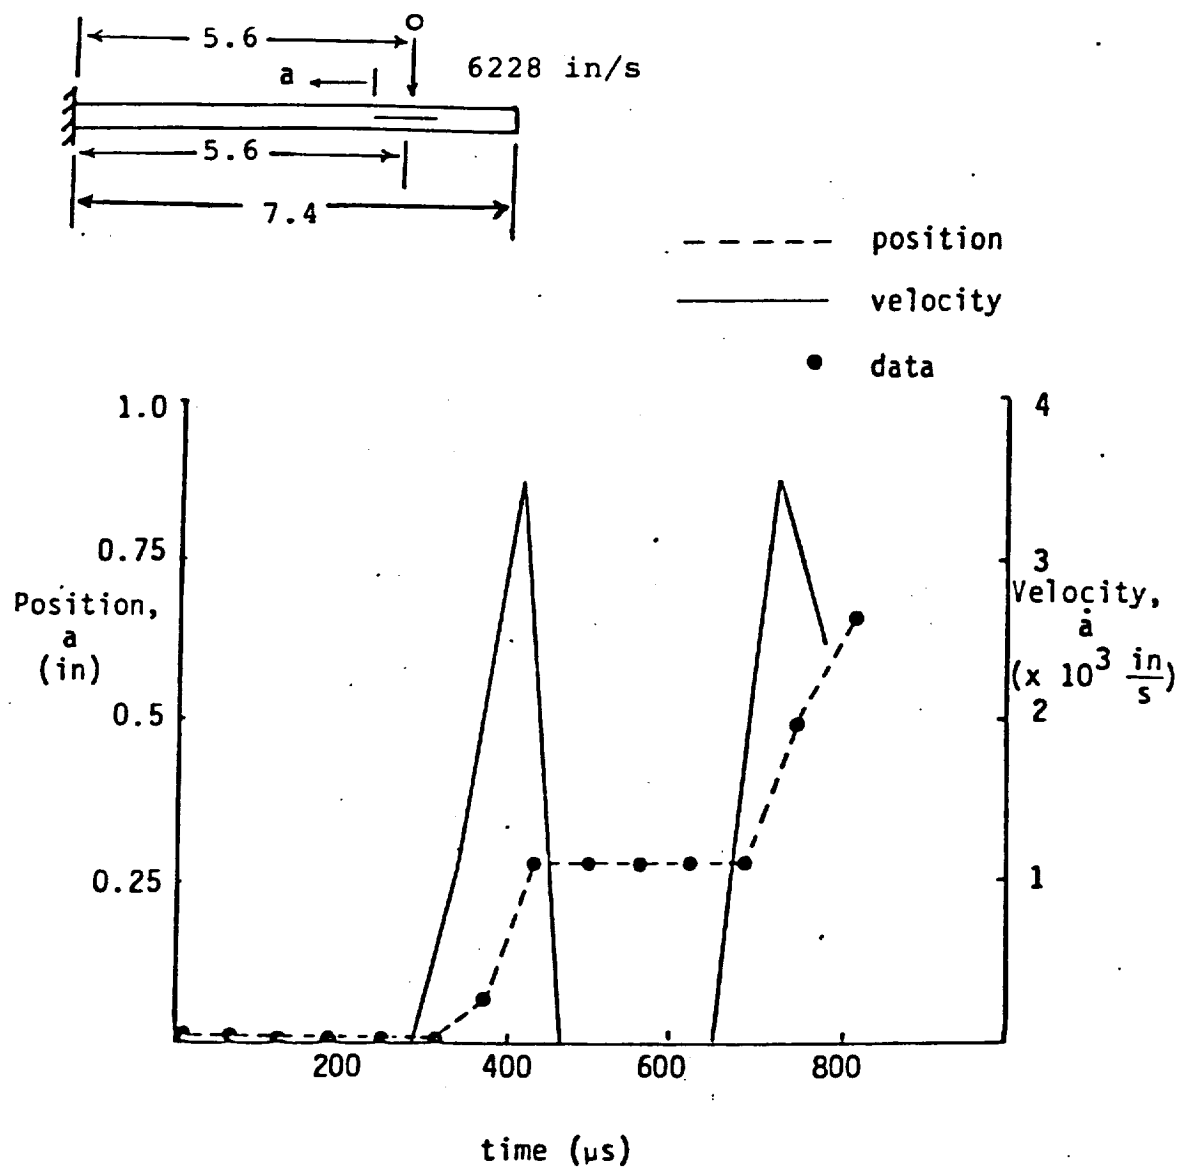 5.6
a
6228 in/s
5.6
7.4
position
velocity
data
1.0
0.75
0.5
0.25
Position,
a
(in)
4
3
2
1
Velocity,
ȧ
(x 10³ in/s)
200 400 600 800
time (µs)